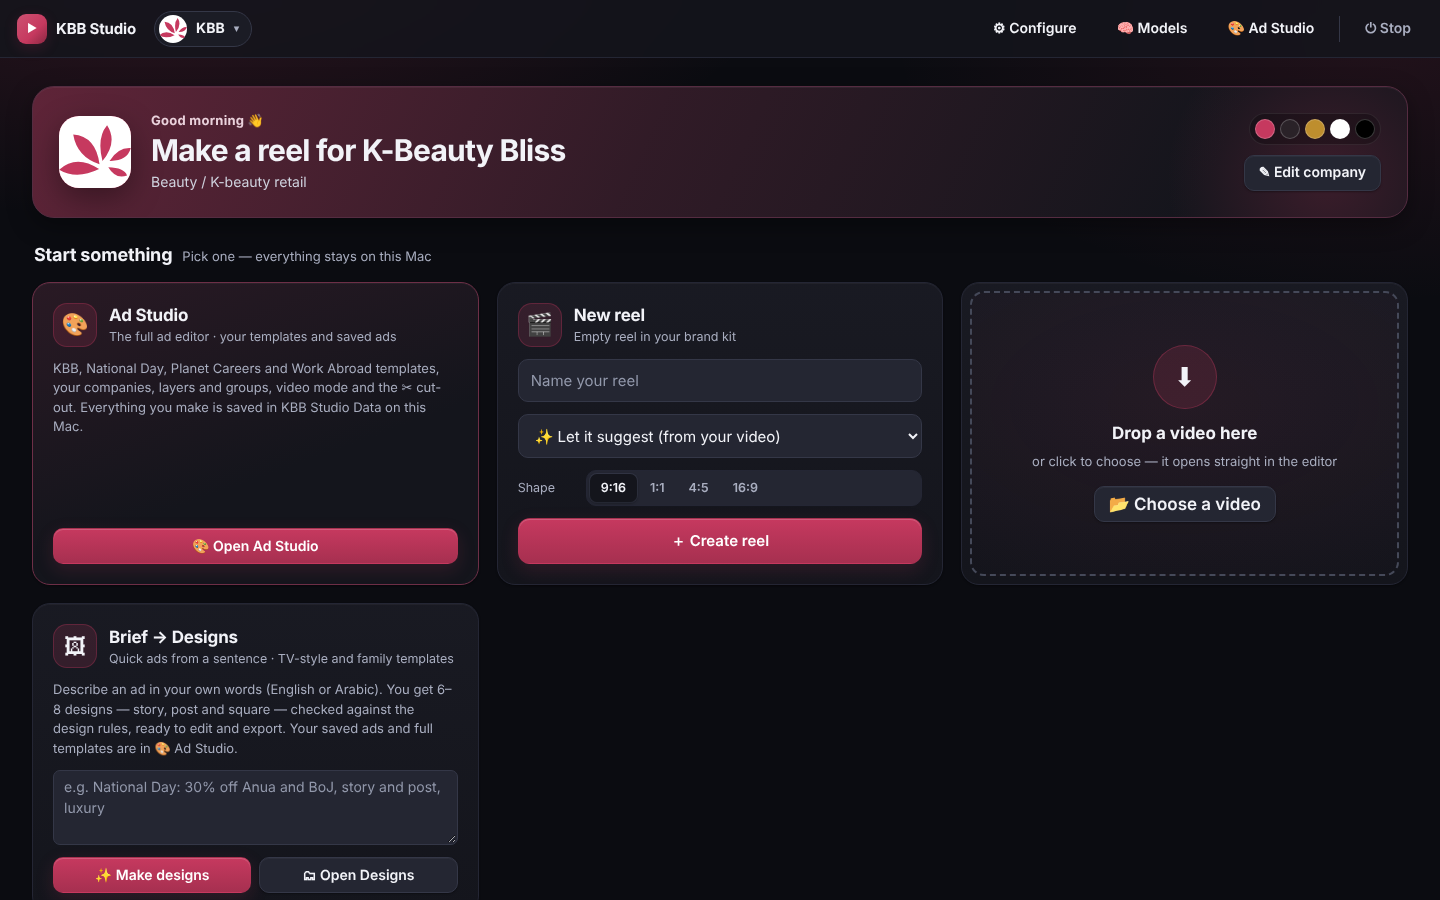 KBB Studio
KBB
Configure
Models
Ad Studio
Stop
Good morning 👋
Make a reel for K-Beauty Bliss
Beauty / K-beauty retail
✎ Edit company
Start something
Pick one — everything stays on this Mac
Ad Studio
The full ad editor · your templates and saved ads
KBB, National Day, Planet Careers and Work Abroad templates,
your companies, layers and groups, video mode and the ✂ cut-
out. Everything you make is saved in KBB Studio Data on this
Mac.
🎨 Open Ad Studio
New reel
Empty reel in your brand kit
Name your reel
✨ Let it suggest (from your video)
Shape
9:16
1:1
4:5
16:9
+ Create reel
Drop a video here
or click to choose — it opens straight in the editor
📂 Choose a video
Brief → Designs
Quick ads from a sentence · TV-style and family templates
Describe an ad in your own words (English or Arabic). You get 6–
8 designs — story, post and square — checked against the
design rules, ready to edit and export. Your saved ads and full
templates are in 🎨 Ad Studio.
e.g. National Day: 30% off Anua and BoJ, story and post,
luxury
✨ Make designs
🗂 Open Designs